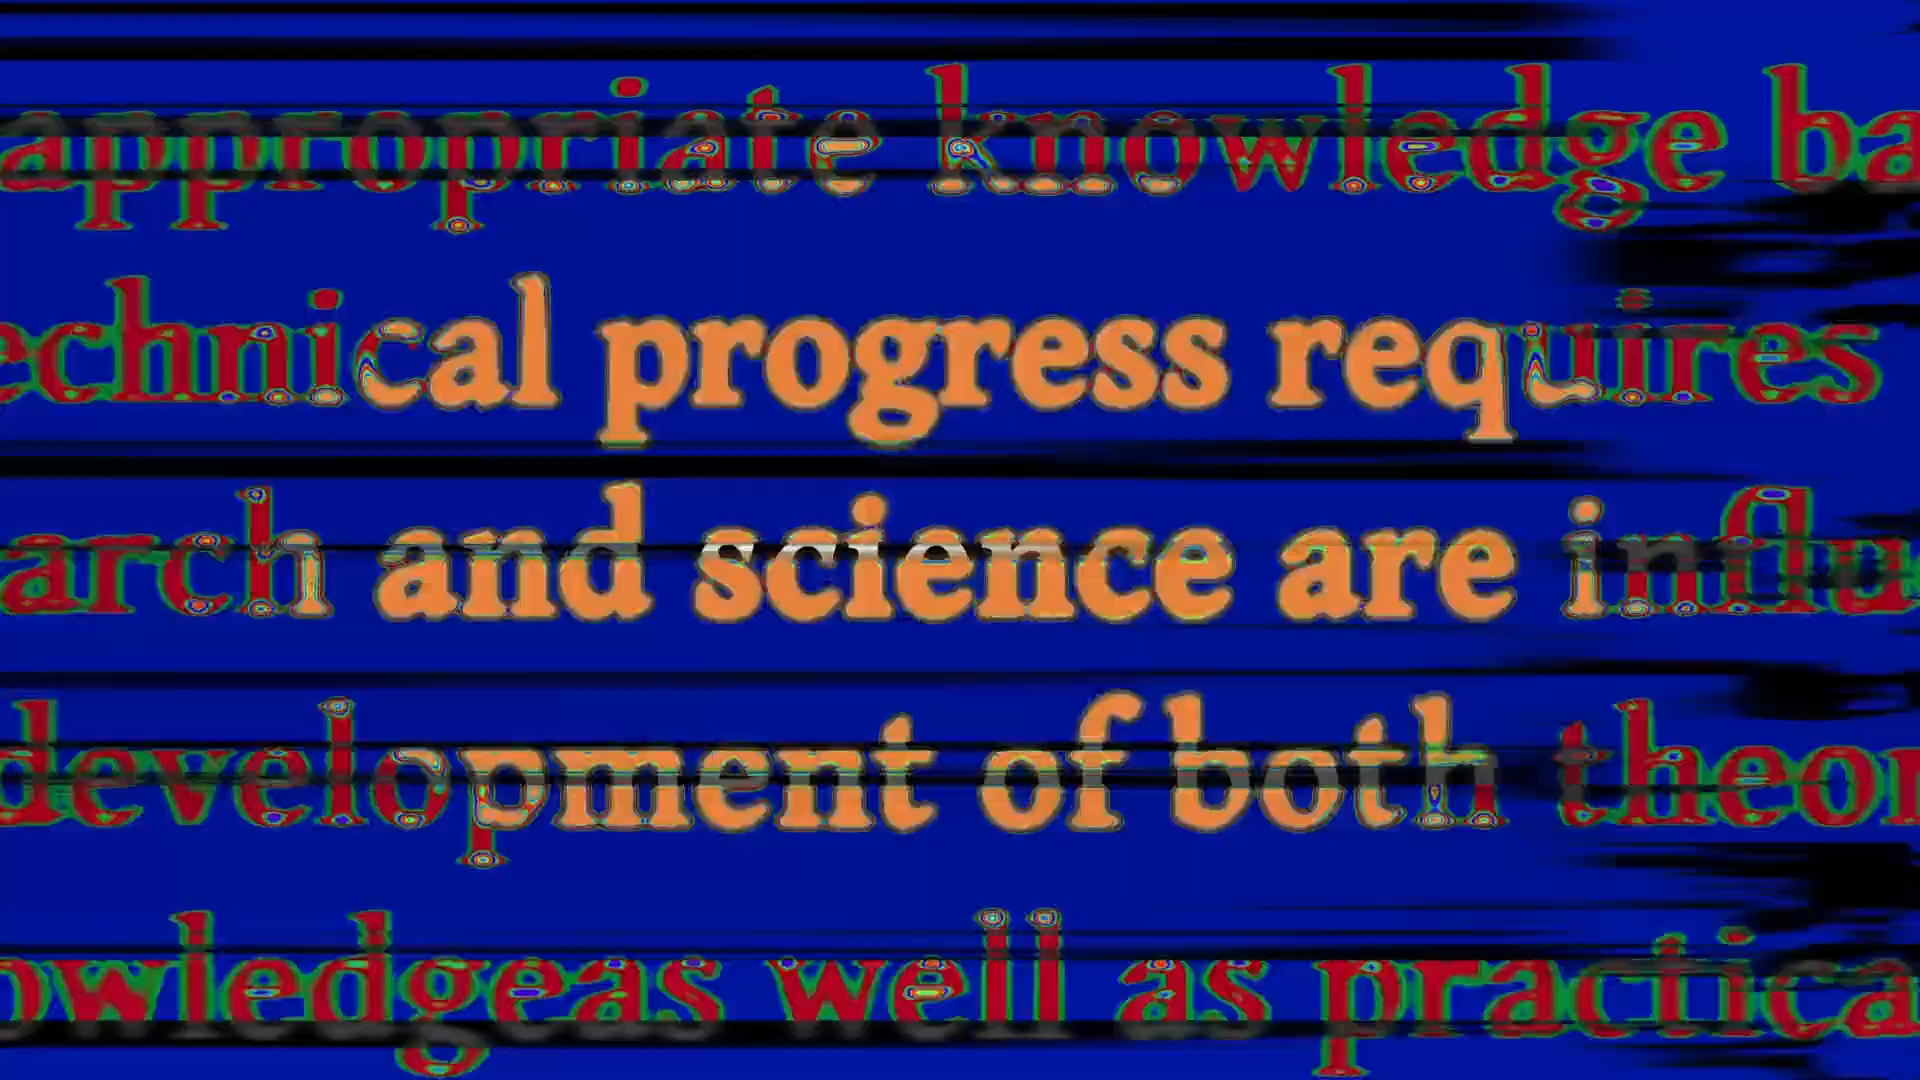 appropriate knowledge ba
echnical progress requires
arch and science are influ
development of both theor
owledgeas well as practica